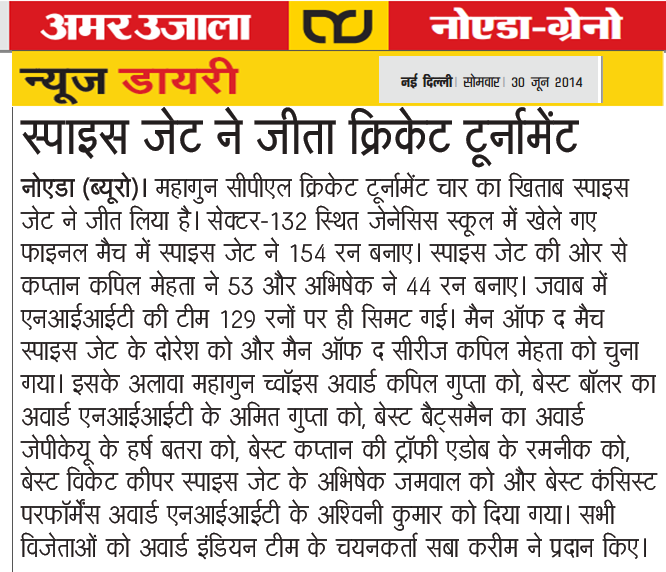 अमर उजाला
नोएडा-ग्रेनो
न्यूज डायरी
नई दिल्ली। सोमवार। 30 जून 2014
स्पाइस जेट ने जीता क्रिकेट टूर्नामेंट
नोएडा (ब्यूरो)। महागुन सीपीएल क्रिकेट टूर्नामेंट चार का खिताब स्पाइस
जेट ने जीत लिया है। सेक्टर-132 स्थित जेनेसिस स्कूल में खेले गए
फाइनल मैच में स्पाइस जेट ने 154 रन बनाए। स्पाइस जेट की ओर से
कप्तान कपिल मेहता ने 53 और अभिषेक ने 44 रन बनाए। जवाब में
एनआईआईटी की टीम 129 रनों पर ही सिमट गई। मैन ऑफ द मैच
स्पाइस जेट के दोरेश को और मैन ऑफ द सीरीज कपिल मेहता को चुना
गया। इसके अलावा महागुन च्वॉइस अवार्ड कपिल गुप्ता को, बेस्ट बॉलर का
अवार्ड एनआईआईटी के अमित गुप्ता को, बेस्ट बैट्समैन का अवार्ड
जेपीकेयू के हर्ष बतरा को, बेस्ट कप्तान की ट्रॉफी एडोब के रमनीक को,
बेस्ट विकेट कीपर स्पाइस जेट के अभिषेक जमवाल को और बेस्ट कंसिस्ट
परफॉर्मेंस अवार्ड एनआईआईटी के अश्विनी कुमार को दिया गया। सभी
विजेताओं को अवार्ड इंडियन टीम के चयनकर्ता सबा करीम ने प्रदान किए।